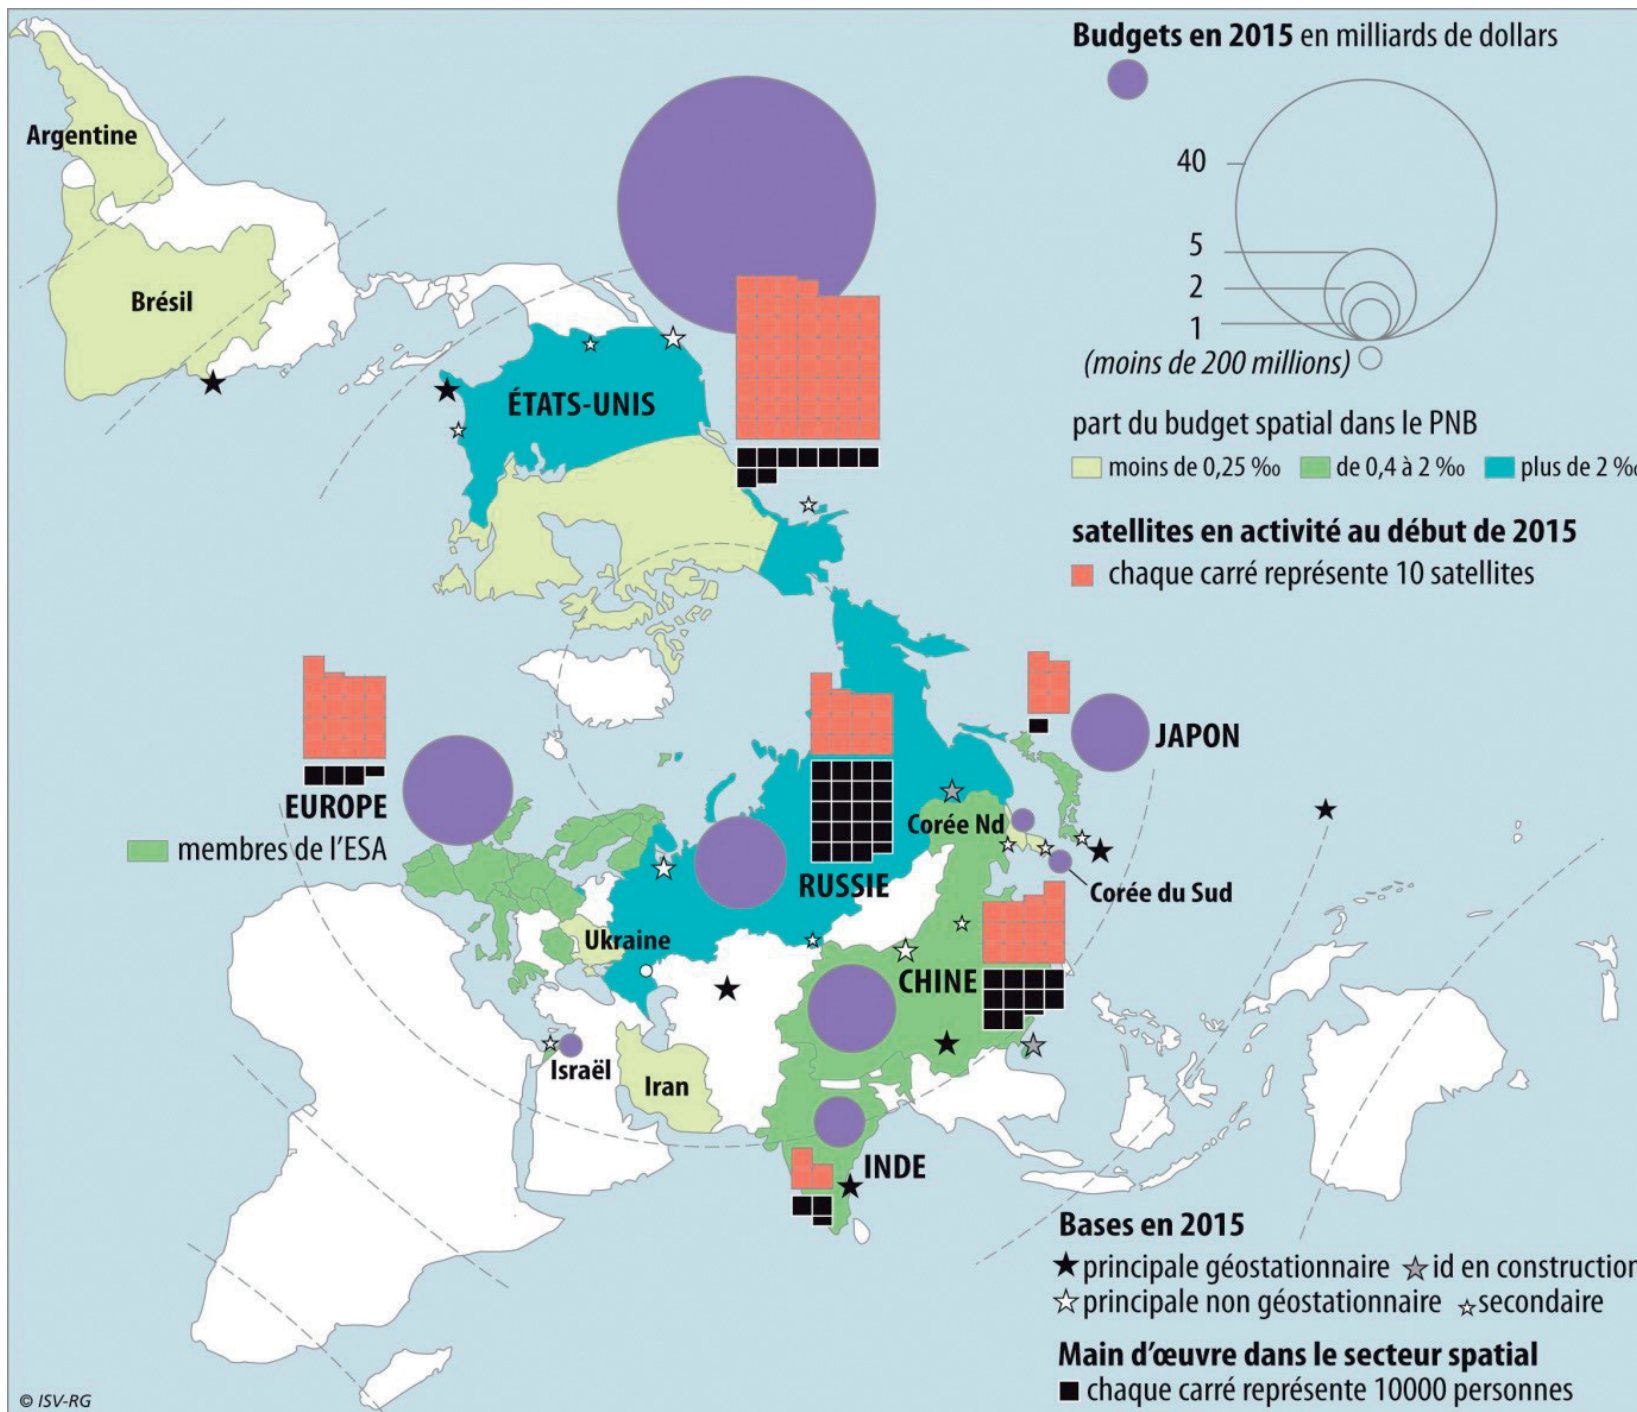 Budgets en 2015 en milliards de dollars
40
5
2
1
(moins de 200 millions)
part du budget spatial dans le PNB
moins de 0,25 ‰
de 0,4 à 2 ‰
plus de 2 ‰
satellites en activité au début de 2015
chaque carré représente 10 satellites
Argentine
Brésil
ÉTATS-UNIS
EUROPE
membres de l'ESA
JAPON
Corée Nd
RUSSIE
Corée du Sud
Ukraine
CHINE
Israël
Iran
INDE
Bases en 2015
principale géostationnaire
id en construction
principale non géostationnaire
secondaire
Main d'œuvre dans le secteur spatial
chaque carré représente 10000 personnes
© ISV-RG